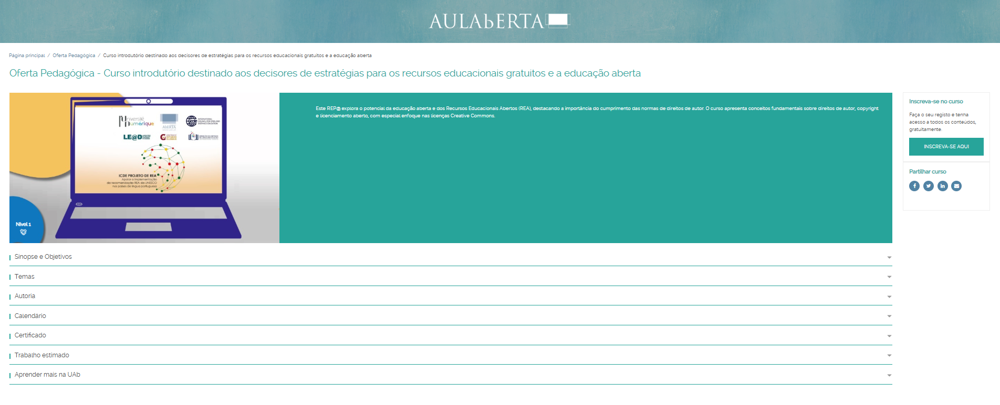 AULAbERTA
Página principal / Oferta Pedagógica / Curso introdutório destinado aos decisores de estratégias para os recursos educacionais gratuitos e a educação aberta
Oferta Pedagógica - Curso introdutório destinado aos decisores de estratégias para os recursos educacionais gratuitos e a educação aberta
université
numérique
ABERTA
icde INTERNATIONAL
COUNCIL FOR OPEN AND
DISTANCE EDUCATION
LE@D
ICDE PROJETO DE REA
Apoiar a implementação
da recomendação REA da UNESCO
nos países de língua portuguesa
Nível 1
Este REP@ explora o potencial da educação aberta e dos Recursos Educacionais Abertos (REA), destacando a importância do cumprimento das normas de direitos de autor. O curso apresenta conceitos fundamentais sobre direitos de autor, copyright
e licenciamento aberto, com especial enfoque nas licenças Creative Commons.
Inscreva-se no curso
Faça o seu registo e tenha
acesso a todos os conteúdos,
gratuitamente.
INSCREVA-SE AQUI
Partilhar curso
Sinopse e Objetivos
Temas
Autoria
Calendário
Certificado
Trabalho estimado
Aprender mais na UAb